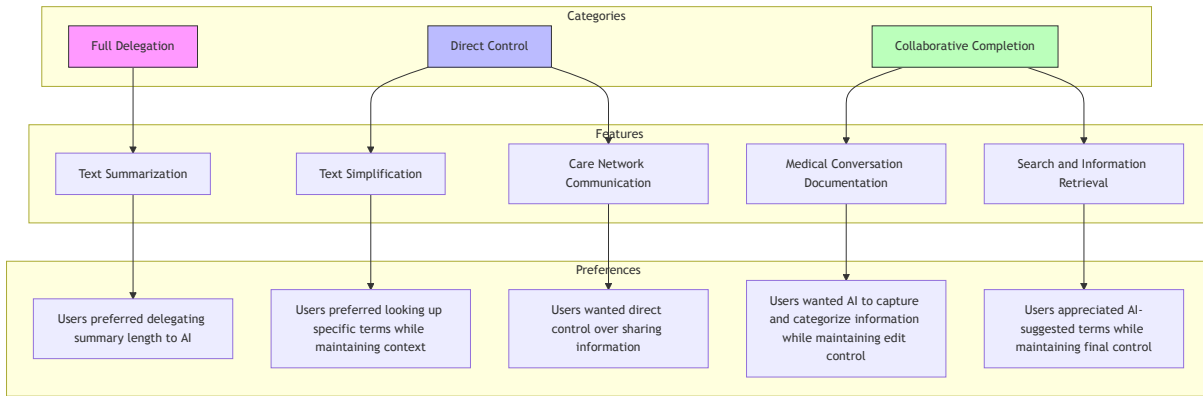 Categories
Full Delegation
Direct Control
Collaborative Completion
Features
Text Summarization
Text Simplification
Care Network
Communication
Medical Conversation
Documentation
Search and Information
Retrieval
Preferences
Users preferred delegating
summary length to AI
Users preferred looking up
specific terms while
maintaining context
Users wanted direct
control over sharing
information
Users wanted AI to capture
and categorize information
while maintaining edit
control
Users appreciated AI-
suggested terms while
maintaining final control